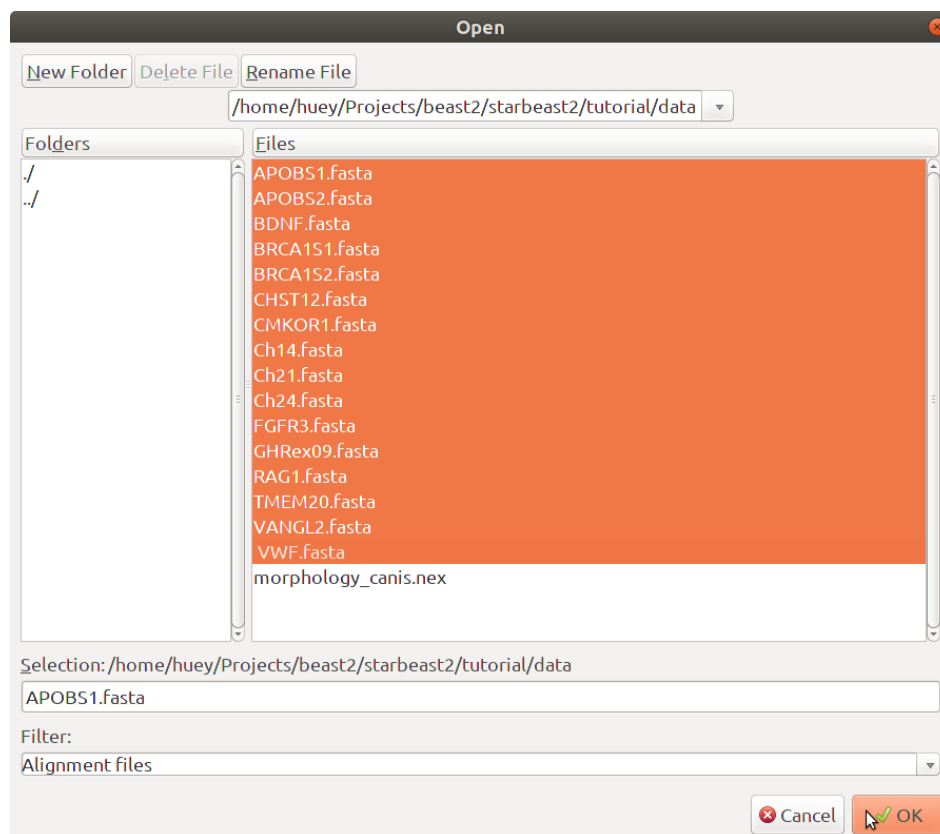 Open
New Folder Delete File Rename File
/home/huey/Projects/beast2/starbeast2/tutorial/data
Folders Files
./
../
APOBS1.fasta
APOBS2.fasta
BDNF.fasta
BRCA1S1.fasta
BRCA1S2.fasta
CHST12.fasta
CMKOR1.fasta
Ch14.fasta
Ch21.fasta
Ch24.fasta
FGFR3.fasta
GHRex09.fasta
RAG1.fasta
TMEM20.fasta
VANGL2.fasta
VWF.fasta
morphology_canis.nex
Selection: /home/huey/Projects/beast2/starbeast2/tutorial/data
APOBS1.fasta
Filter:
Alignment files
Cancel OK